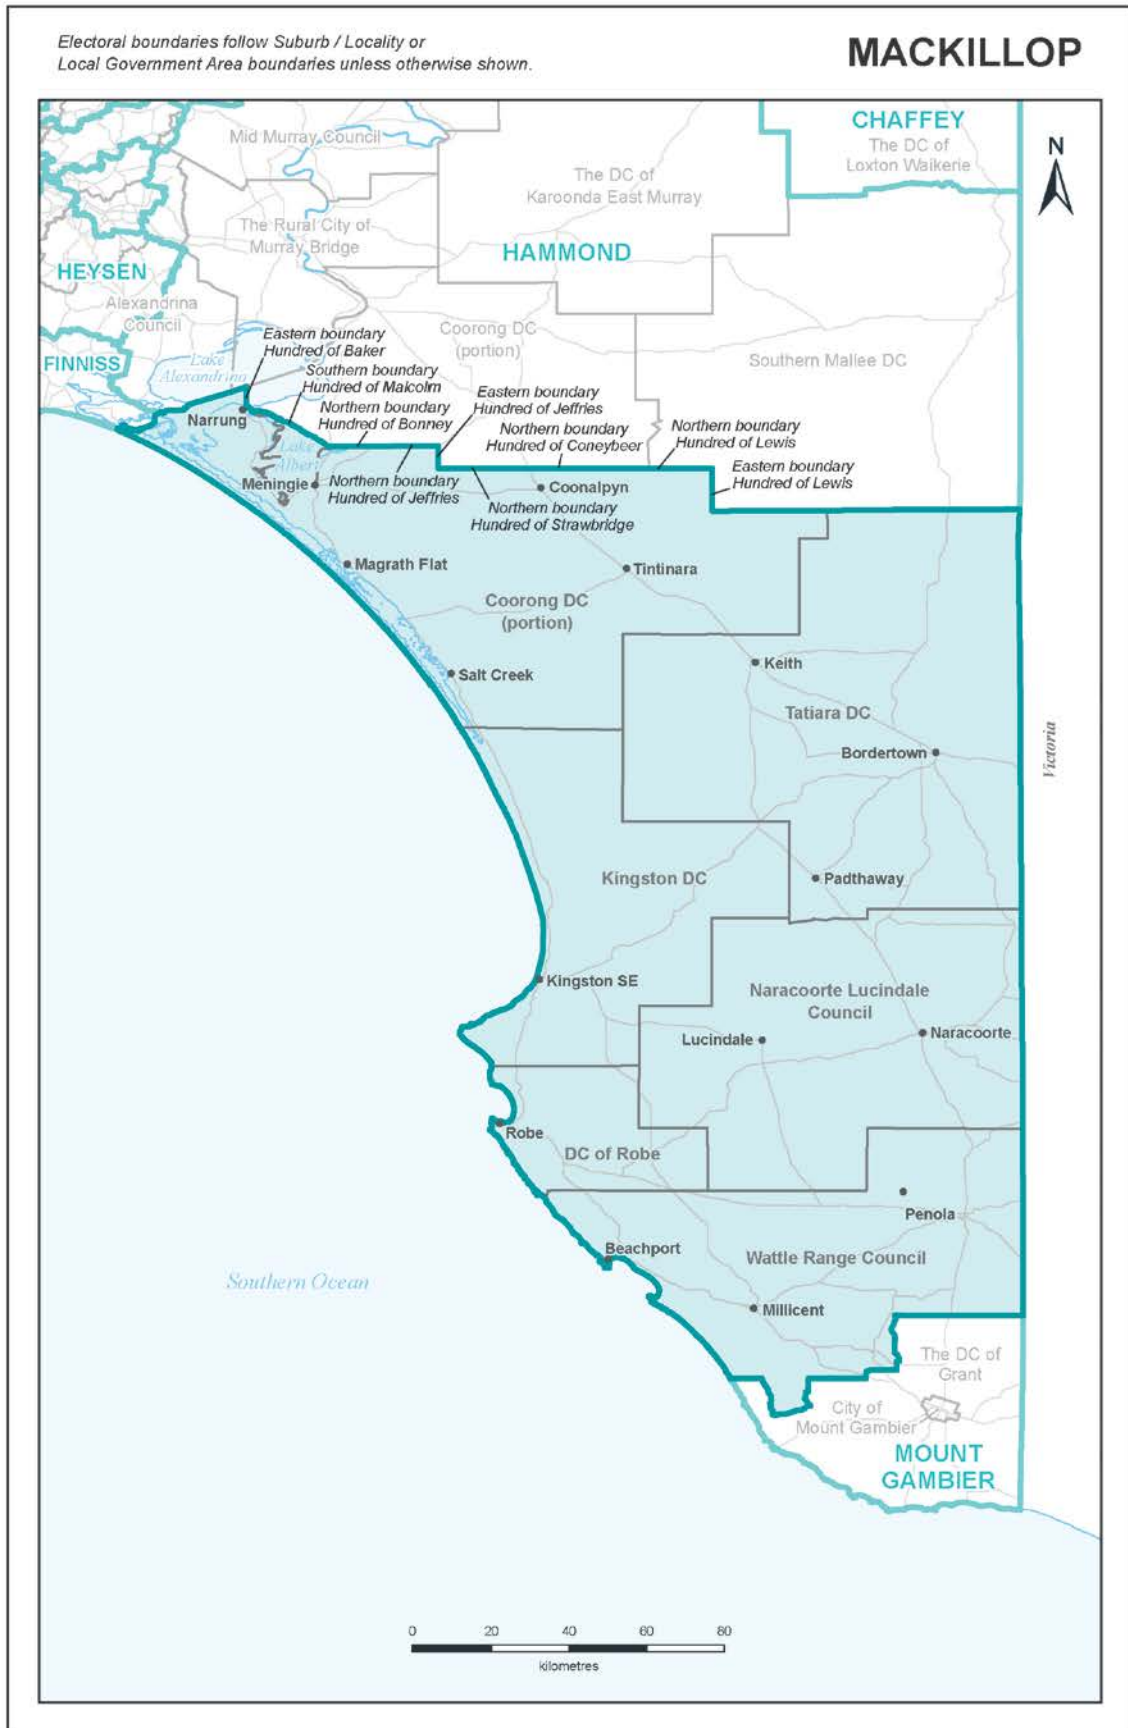 Electoral boundaries follow Suburb / Locality or
Local Government Area boundaries unless otherwise shown.
MACKILLOP
CHAFFEY
The DC of
Loxton Waikerie
N
Mid Murray Council
The DC of
Karoonda East Murray
The Rural City of
Murray Bridge
HAMMOND
HEYSEN
Alexandrina
Council
Coorong DC
(portion)
Southern Mallee DC
FINNISS
Lake
Alexandrina
Eastern boundary
Hundred of Baker
Southern boundary
Hundred of Malcolm
Northern boundary
Hundred of Bonney
Eastern boundary
Hundred of Jeffries
Northern boundary
Hundred of Coneybeer
Northern boundary
Hundred of Lewis
Eastern boundary
Hundred of Lewis
Narrung
Lake
Albert
Meningie
Northern boundary
Hundred of Jeffries
Coonalpyn
Northern boundary
Hundred of Strawbridge
Magrath Flat
Tintinara
Coorong DC
(portion)
Salt Creek
Keith
Tatiara DC
Bordertown
Victoria
Kingston DC
Padthaway
Kingston SE
Naracoorte Lucindale
Council
Lucindale
Naracoorte
Robe
DC of Robe
Penola
Beachport
Wattle Range Council
Southern Ocean
Millicent
The DC of
Grant
City of
Mount Gambier
MOUNT
GAMBIER
0 20 40 60 80
kilometres